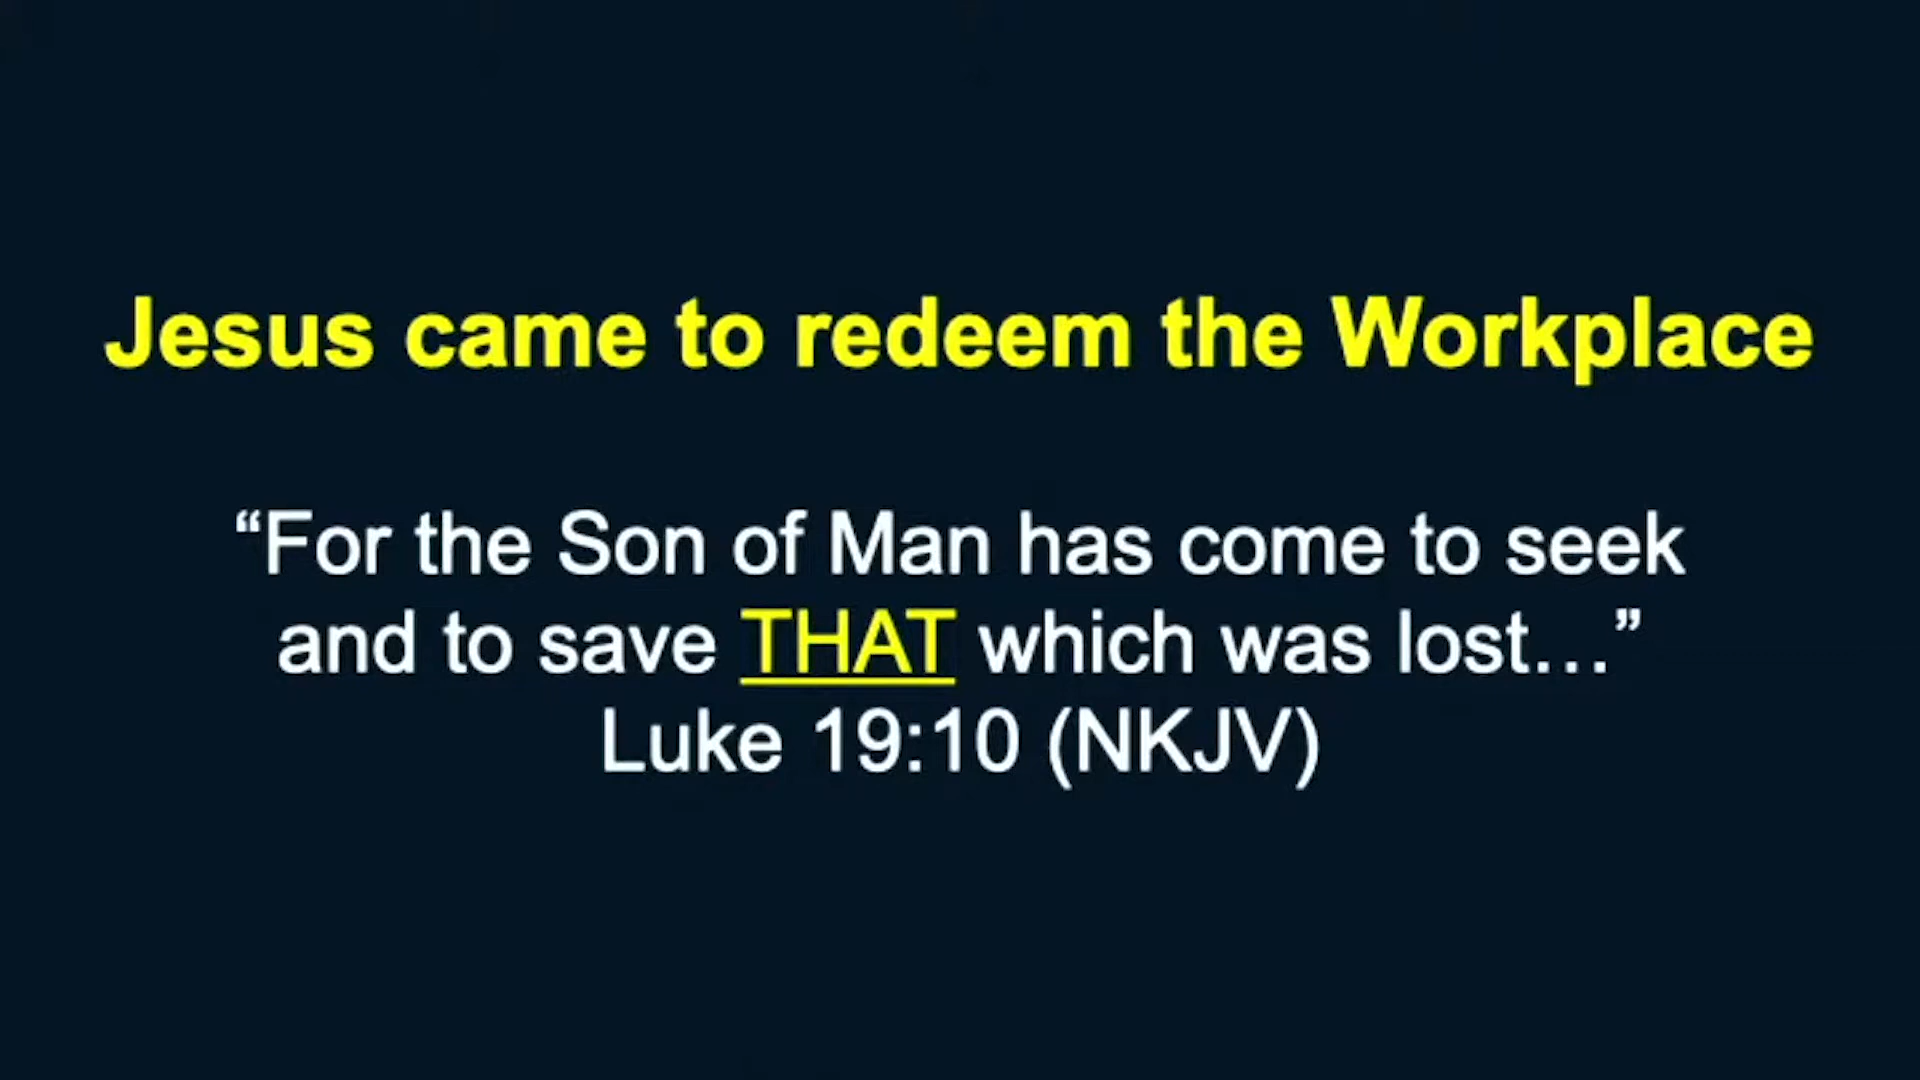 Jesus came to redeem the Workplace
“For the Son of Man has come to seek
and to save THAT which was lost…”
Luke 19:10 (NKJV)